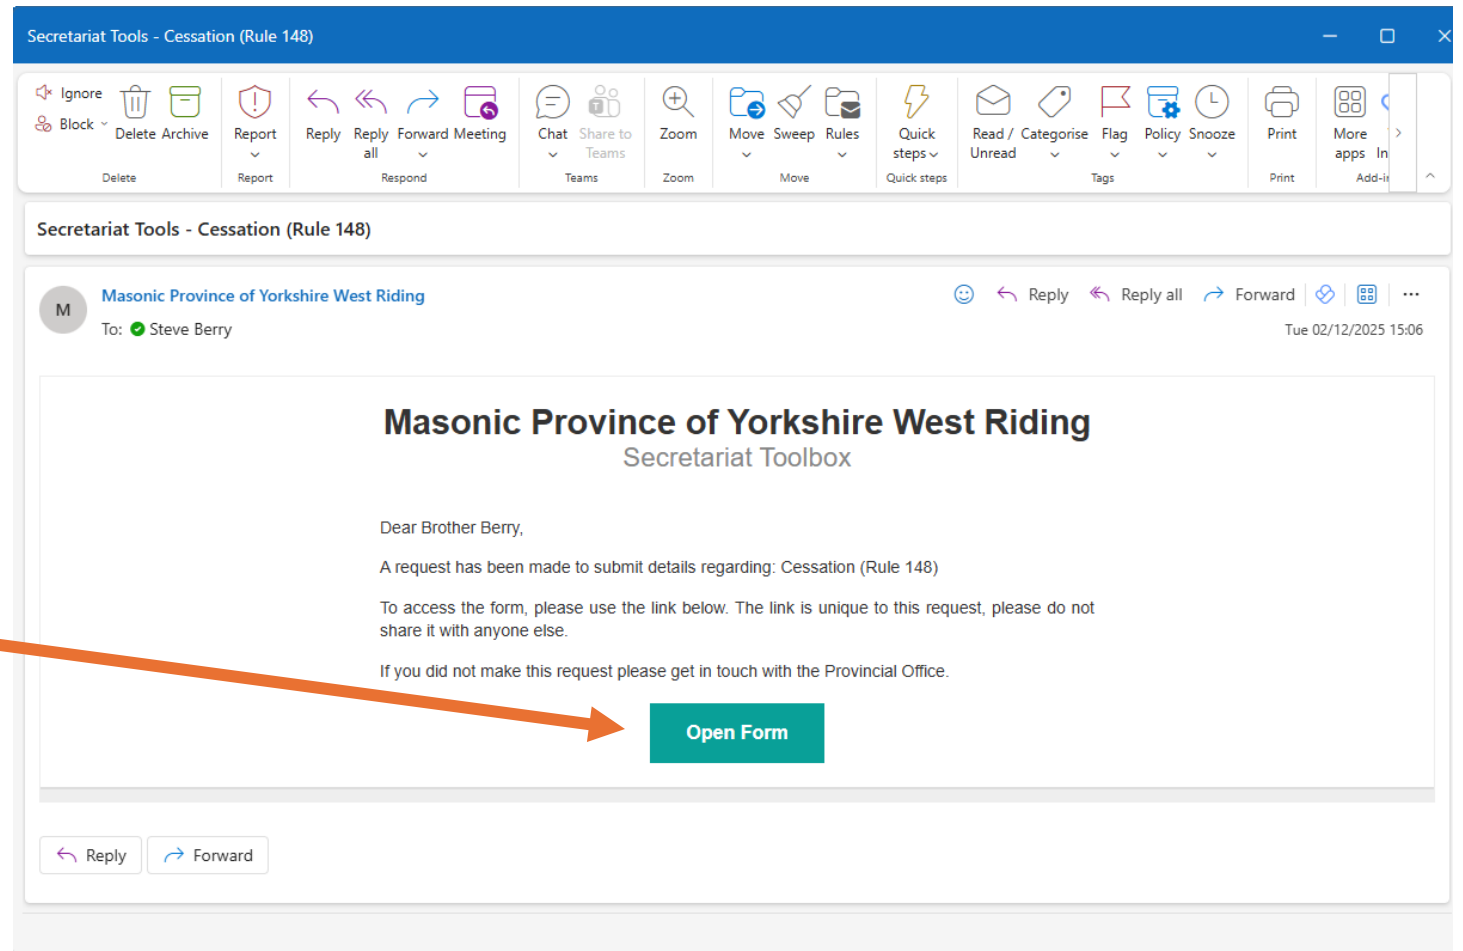 Secretariat Tools - Cessation (Rule 148)
Ignore
Block
Delete Archive
Report
Reply Reply all Forward Meeting
Chat Share to Teams
Zoom
Move Sweep Rules
Quick steps
Read / Unread Categorise Flag Policy Snooze
Print
More apps
Delete Report Respond Teams Zoom Move Quick steps Tags Print
Secretariat Tools - Cessation (Rule 148)
M
Masonic Province of Yorkshire West Riding
Reply Reply all Forward
To: Steve Berry
Tue 02/12/2025 15:06
Masonic Province of Yorkshire West Riding
Secretariat Toolbox
Dear Brother Berry,
A request has been made to submit details regarding: Cessation (Rule 148)
To access the form, please use the link below. The link is unique to this request, please do not
share it with anyone else.
If you did not make this request please get in touch with the Provincial Office.
Open Form
Reply Forward